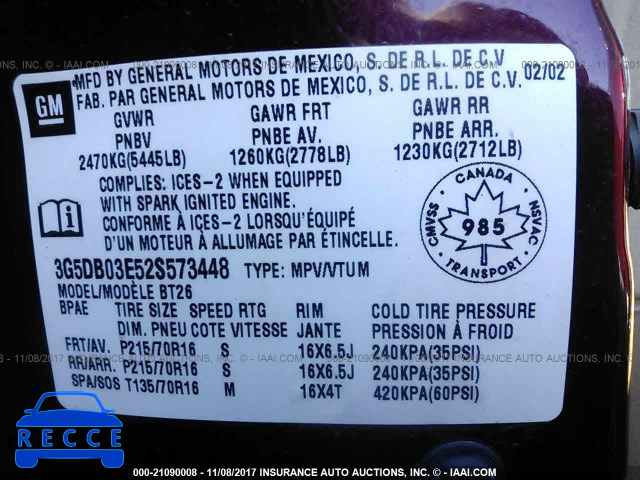 MFD BY GENERAL MOTORS DE MEXICO, S. DE R.L. DE C.V.
FAB. PAR GENERAL MOTORS DE MEXICO, S. DE R.L. DE C.V. 02/02
GM
GVWR GAWR FRT GAWR RR
PNBV PNBE AV. PNBE ARR.
2470KG(5445LB) 1260KG(2778LB) 1230KG(2712LB)
COMPLIES: ICES-2 WHEN EQUIPPED
WITH SPARK IGNITED ENGINE.
CONFORME À ICES-2 LORSQU'ÉQUIPÉ
D'UN MOTEUR À ALLUMAGE PAR ÉTINCELLE.
CANADA
CMVSS 985 NSVAC
TRANSPORT
3G5DB03E52S573448 TYPE: MPV/VTUM
MODEL/MODÈLE BT26
BPAE TIRE SIZE SPEED RTG RIM COLD TIRE PRESSURE
DIM. PNEU COTE VITESSE JANTE PRESSION À FROID
FRT/AV. P215/70R16 S 16X6.5J 240KPA(35PSI)
RR/ARR. P215/70R16 S 16X6.5J 240KPA(35PSI)
SPA/SOS T135/70R16 M 16X4T 420KPA(60PSI)
RECCE
000-21090008 - 11/08/2017 INSURANCE AUTO AUCTIONS, INC. - IAAI.COM